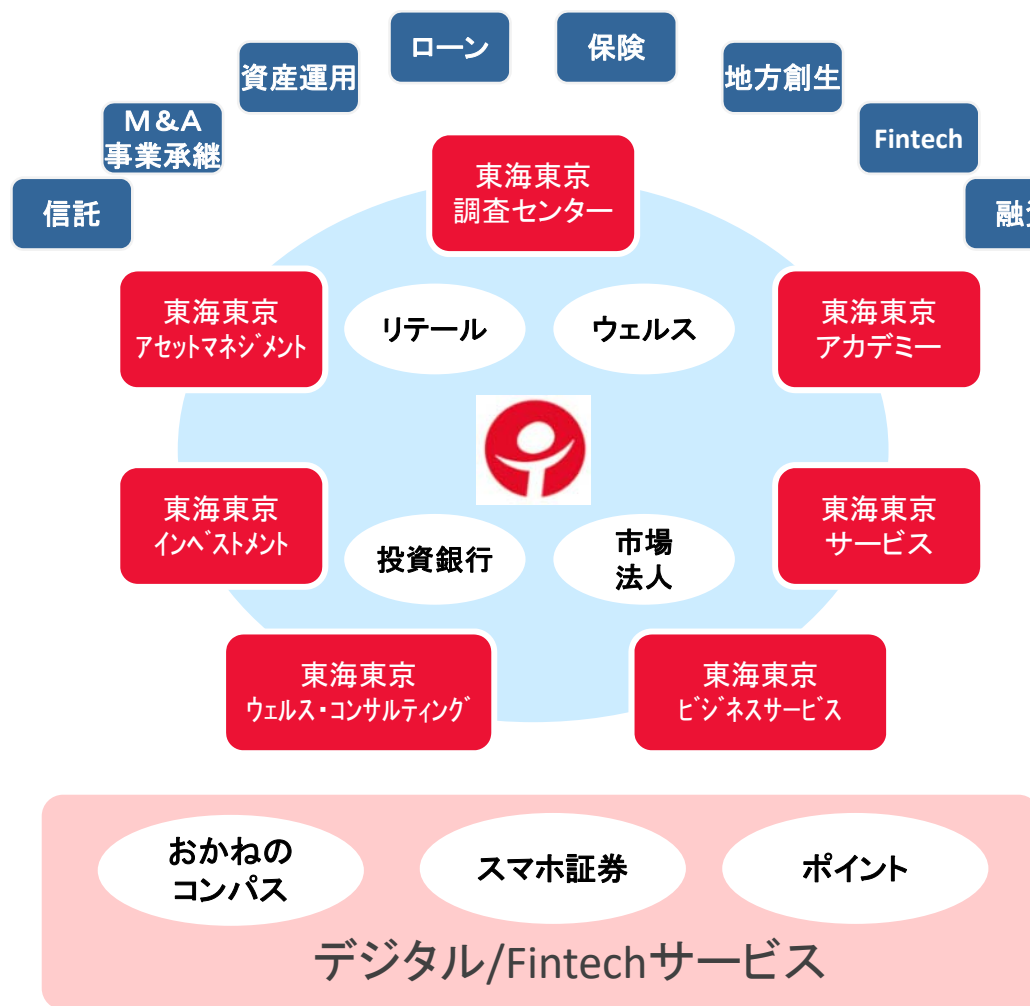 ローン
保険
資産運用
地方創生
M&A
事業承継
Fintech
信託
融資
東海東京
調査センター
東海東京
アセットマネジメント
リテール
ウェルス
東海東京
アカデミー
東海東京
インベストメント
投資銀行
市場
法人
東海東京
サービス
東海東京
ウェルス・コンサルティング
東海東京
ビジネスサービス
おかねの
コンパス
スマホ証券
ポイント
デジタル/Fintechサービス